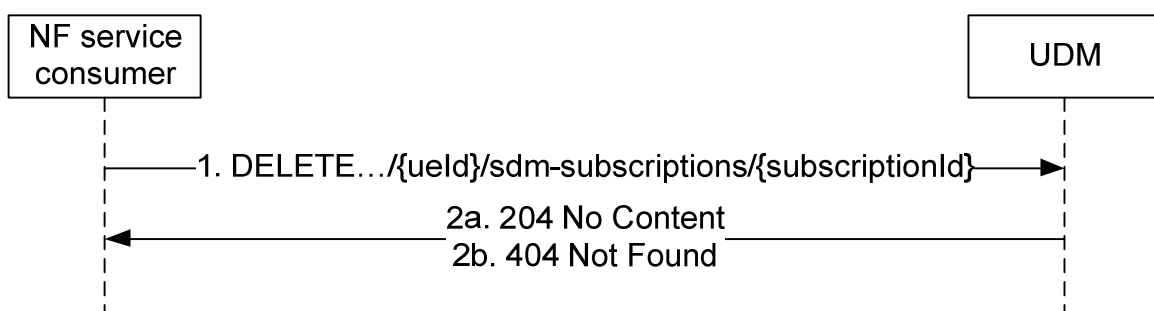 NF service
consumer
UDM
1. DELETE…/{ueId}/sdm-subscriptions/{subscriptionId}
2a. 204 No Content
2b. 404 Not Found